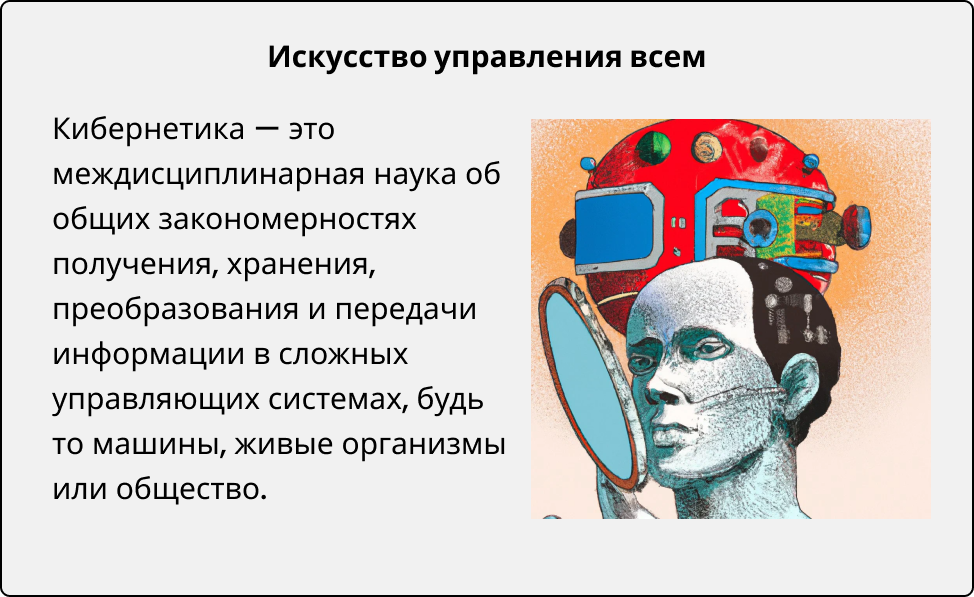 Искусство управления всем
Кибернетика — это
междисциплинарная наука об
общих закономерностях
получения, хранения,
преобразования и передачи
информации в сложных
управляющих системах, будь
то машины, живые организмы
или общество.